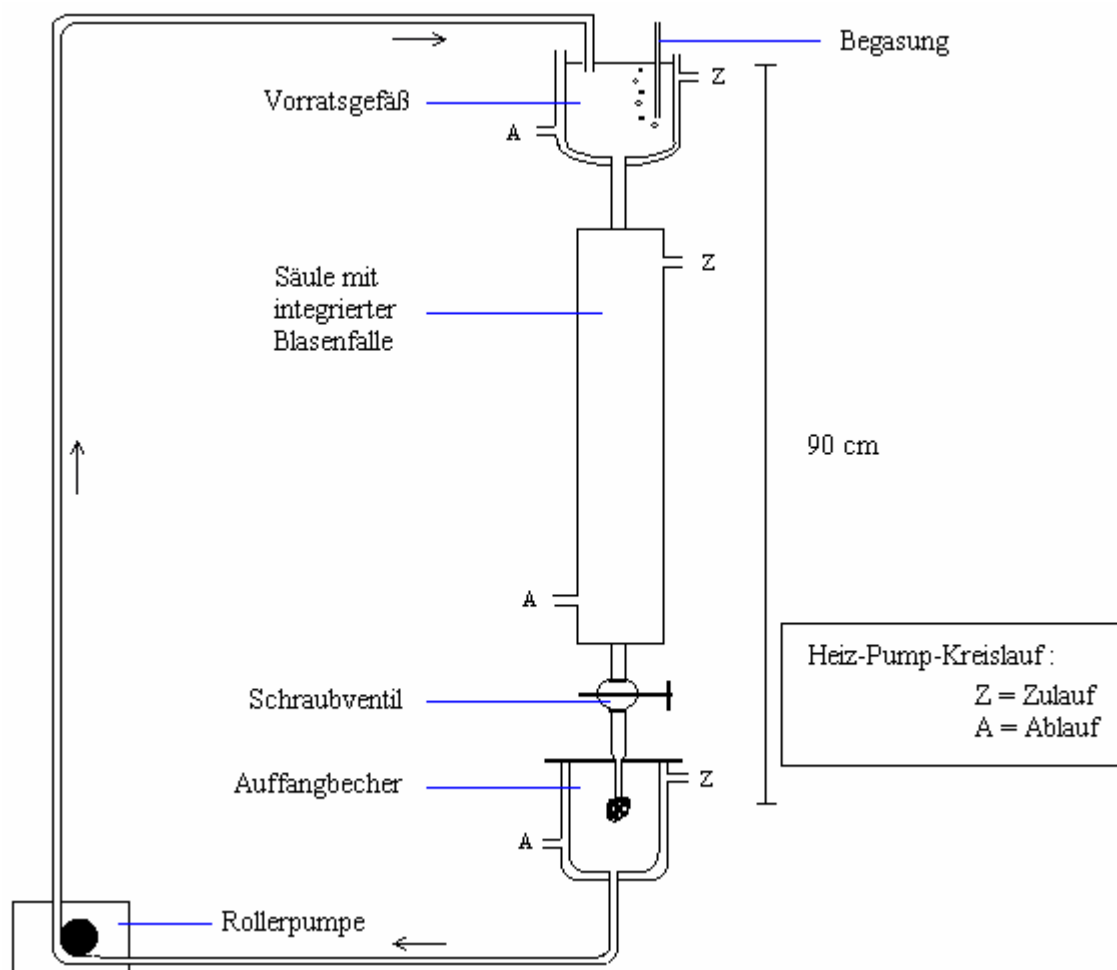 Begasung
Z
Vorratsgefäß
A
Säule mit
integrierter
Blasenfalle
Z
90 cm
A
Heiz-Pump-Kreislauf :
Z = Zulauf
A = Ablauf
Schraubventil
Auffangbecher
Z
A
Rollerpumpe